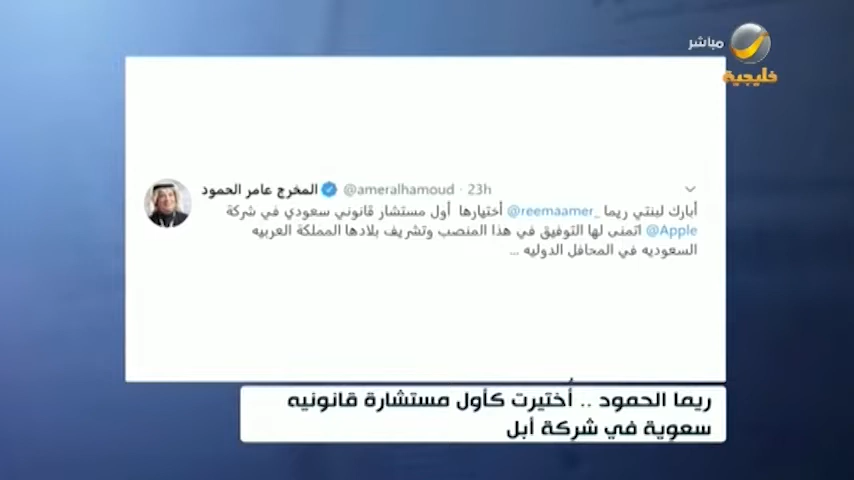 مباشر
خليجية
المخرج عامر الحمود @ameralhamoud · 23h
أبارك لبنتي ريما _reemaamer@ أختيارها أول مستشار قانوني سعودي في شركة
@Apple اتمنى لها التوفيق في هذا المنصب وتشريف بلادها المملكة العربيه
السعوديه في المحافل الدوليه ...
ريما الحمود .. أُختيرت كأول مستشارة قانونيه
سعوية في شركة أبل